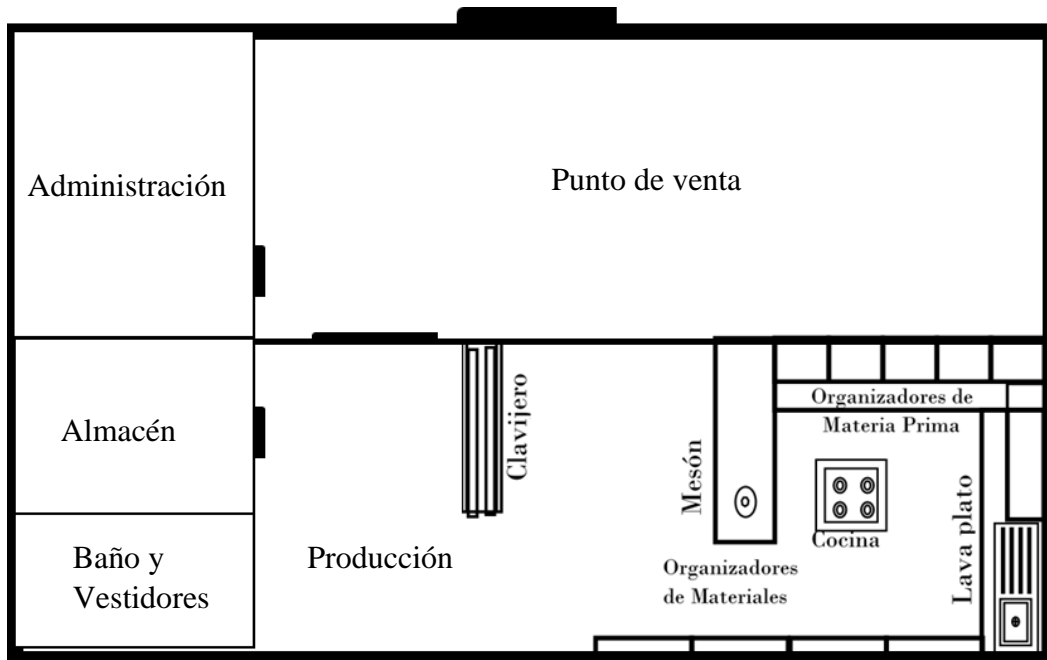 Administración
Punto de venta
Almacén
Clavijero
Mesón
Organizadores de
Materia Prima
Cocina
Lava plato
Baño y
Vestidores
Producción
Organizadores
de Materiales